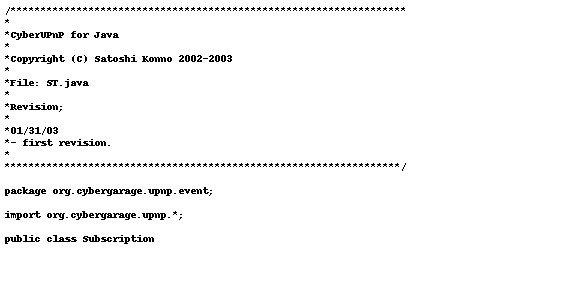 /******************************************************************
*
*CyberUPnP for Java
*
*Copyright (C) Satoshi Konno 2002-2003
*
*File: ST.java
*
*Revision;
*
*01/31/03
*- first revision.
*
******************************************************************/
package org.cybergarage.upnp.event;
import org.cybergarage.upnp.*;
public class Subscription